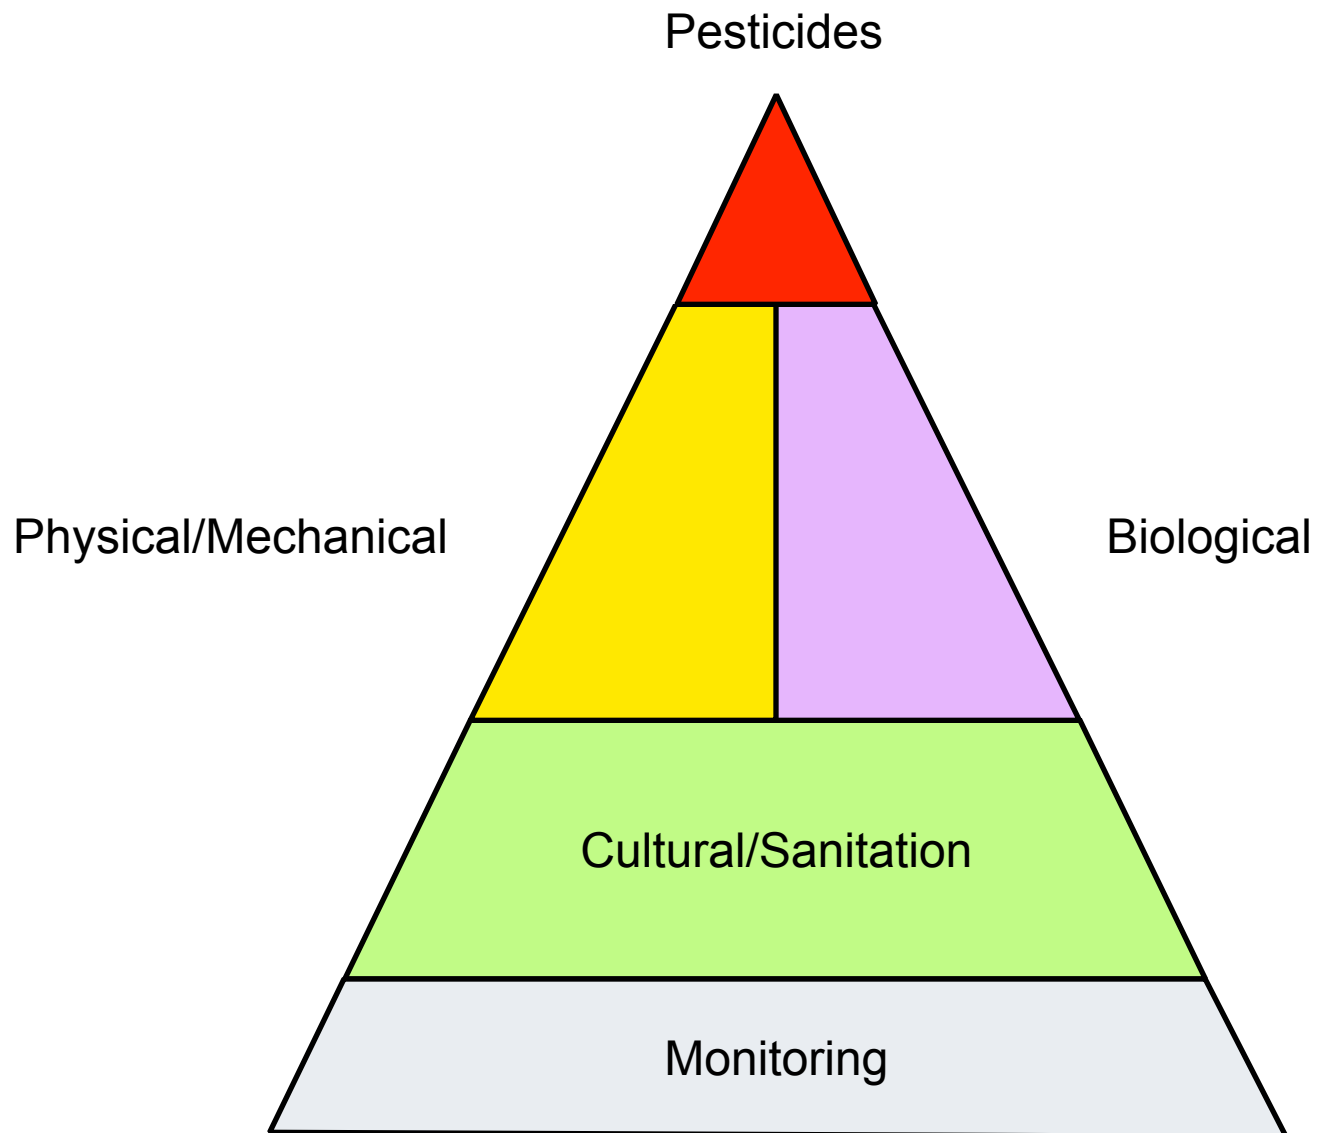 Pesticides
Physical/Mechanical
Biological
Cultural/Sanitation
Monitoring